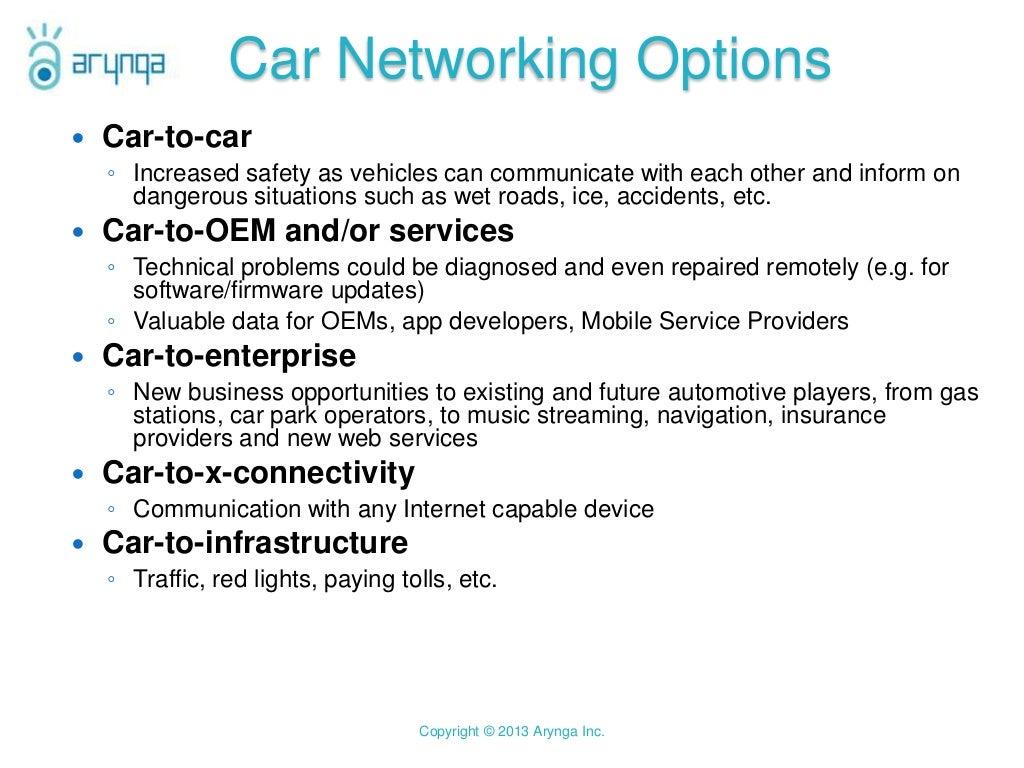 arynga
Car Networking Options
• Car-to-car
◦ Increased safety as vehicles can communicate with each other and inform on
dangerous situations such as wet roads, ice, accidents, etc.
• Car-to-OEM and/or services
◦ Technical problems could be diagnosed and even repaired remotely (e.g. for
software/firmware updates)
◦ Valuable data for OEMs, app developers, Mobile Service Providers
• Car-to-enterprise
◦ New business opportunities to existing and future automotive players, from gas
stations, car park operators, to music streaming, navigation, insurance
providers and new web services
• Car-to-x-connectivity
◦ Communication with any Internet capable device
• Car-to-infrastructure
◦ Traffic, red lights, paying tolls, etc.
Copyright © 2013 Arynga Inc.